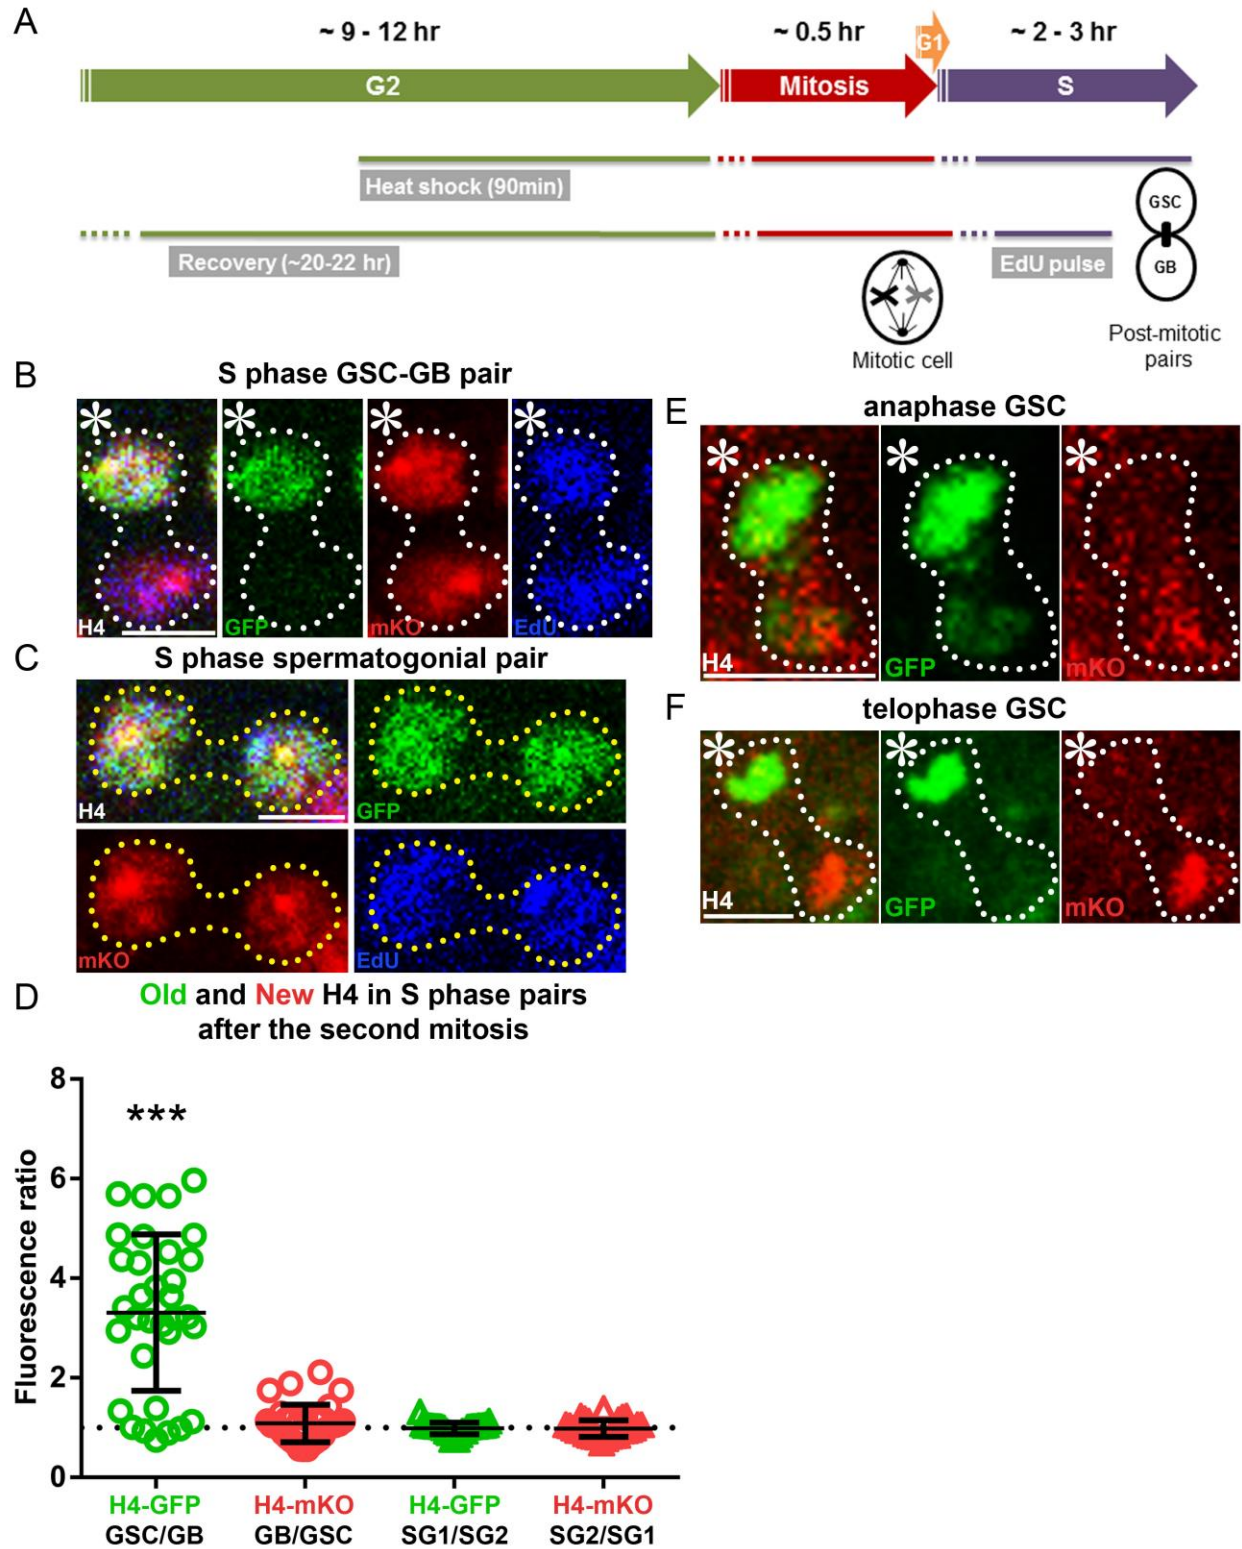 A
~ 9 - 12 hr
~ 0.5 hr
G1
~ 2 - 3 hr
G2
Mitosis
S
Heat shock (90min)
Recovery (~20-22 hr)
EdU pulse
GSC
GB
Mitotic cell
Post-mitotic
pairs
B
S phase GSC-GB pair
H4
GFP
mKO
EdU
C
S phase spermatogonial pair
H4
GFP
mKO
EdU
D
Old and New H4 in S phase pairs
after the second mitosis
Fluorescence ratio
8
6
4
2
0
***
H4-GFP
GSC/GB
H4-mKO
GB/GSC
H4-GFP
SG1/SG2
H4-mKO
SG2/SG1
E
anaphase GSC
H4
GFP
mKO
F
telophase GSC
H4
GFP
mKO